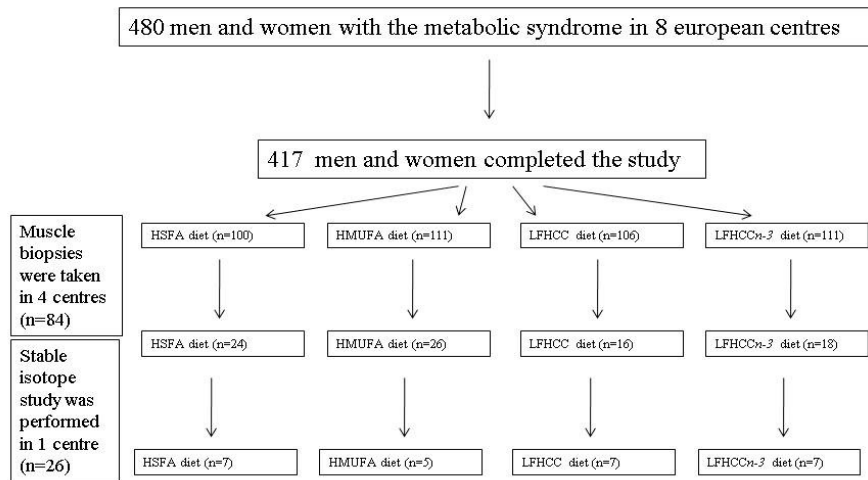 480 men and women with the metabolic syndrome in 8 european centres
417 men and women completed the study
Muscle
biopsies
were taken
in 4 centres
(n=84)
HSFA diet (n=100)
HMUFA diet (n=111)
LFHCC diet (n=106)
LFHCCn-3 diet (n=111)
HSFA diet (n=24)
HMUFA diet (n=26)
LFHCC diet (n=16)
LFHCCn-3 diet (n=18)
Stable
isotope
study was
performed
in 1 centre
(n=26)
HSFA diet (n=7)
HMUFA diet (n=5)
LFHCC diet (n=7)
LFHCCn-3 diet (n=7)